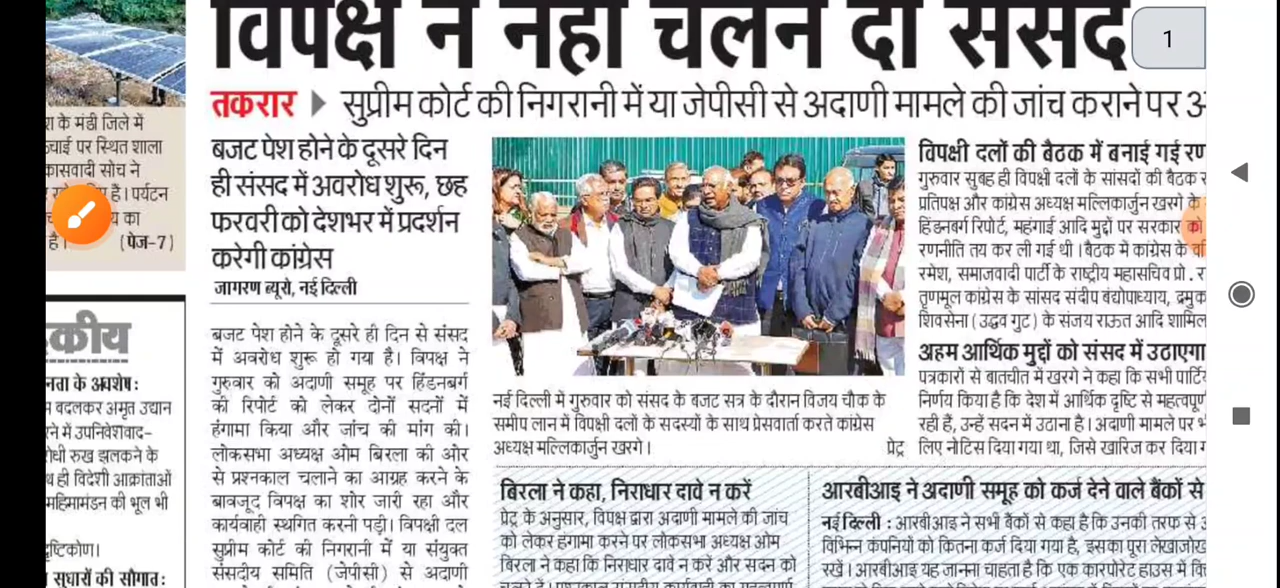 विपक्ष ने नहीं चलने दी संसद
1
तकरार
सुप्रीम कोर्ट की निगरानी में या जेपीसी से अदाणी मामले की जांच कराने पर
के मंडी जिले में
पर स्थित शाला
सोच ने
हैं। पर्यटन
का
है।
(पेज-7)
के अवशेष:
बदलकर अमृत उद्यान
में उपनिवेशवाद-
रुख झलकने के
ही विदेशी आक्रांताओं
की भूल भी
सुधारों की सौगात:
बजट पेश होने के दूसरे दिन
ही संसद में अवरोध शुरू, छह
फरवरी को देशभर में प्रदर्शन
करेगी कांग्रेस
जागरण ब्यूरो, नई दिल्ली
बजट पेश होने के दूसरे ही दिन से संसद
में अवरोध शुरू हो गया है। विपक्ष ने
गुरुवार को अदाणी समूह पर हिंडनबर्ग
की रिपोर्ट को लेकर दोनों सदनों में
हंगामा किया और जांच की मांग की।
लोकसभा अध्यक्ष ओम बिरला की ओर
से प्रश्नकाल चलाने का आग्रह करने के
बावजूद विपक्ष का शोर जारी रहा और
कार्यवाही स्थगित करनी पड़ी। विपक्षी दल
सुप्रीम कोर्ट की निगरानी में या संयुक्त
संसदीय समिति (जेपीसी) से अदाणी
नई दिल्ली में गुरुवार को संसद के बजट सत्र के दौरान विजय चौक के
समीप लान में विपक्षी दलों के सदस्यों के साथ प्रेसवार्ता करते कांग्रेस
अध्यक्ष मल्लिकार्जुन खरगे।
प्रेट्र
विपक्षी दलों की बैठक में बनाई गई
गुरुवार सुबह ही विपक्षी दलों के सांसदों की बैठक
प्रतिपक्ष और कांग्रेस अध्यक्ष मल्लिकार्जुन खरगे के
हिंडनबर्ग रिपोर्ट, महंगाई आदि मुद्दों पर सरकार को
रणनीति तय कर ली गई थी। बैठक में कांग्रेस के
रमेश, समाजवादी पार्टी के राष्ट्रीय महासचिव प्रो.
तृणमूल कांग्रेस के सांसद संदीप बंद्योपाध्याय,
शिवसेना (उद्धव गुट) के संजय राऊत आदि
अहम आर्थिक मुद्दों को संसद में उठाएगा
पत्रकारों से बातचीत में खरगे ने कहा कि सभी
निर्णय किया है कि देश में आर्थिक दृष्टि से
रही हैं, उन्हें सदन में उठाना है। अदाणी मामले पर
लिए नोटिस दिया गया था, जिसे खारिज कर दिया
बिरला ने कहा, निराधार दावे न करें
प्रेट्र के अनुसार, विपक्ष द्वारा अदाणी मामले की जांच
को लेकर हंगामा करने पर लोकसभा अध्यक्ष ओम
बिरला ने कहा कि निराधार दावे न करें और सदन को
आरबीआइ ने अदाणी समूह को कर्ज देने वाले बैंकों से
नई दिल्ली : आरबीआइ ने सभी बैंकों से कहा है कि उनकी तरफ से
विभिन्न कंपनियों को कितना कर्ज दिया गया है, इसका पूरा
रखें। आरबीआइ यह जानना चाहता है कि एक कारपोरेट हाउस में